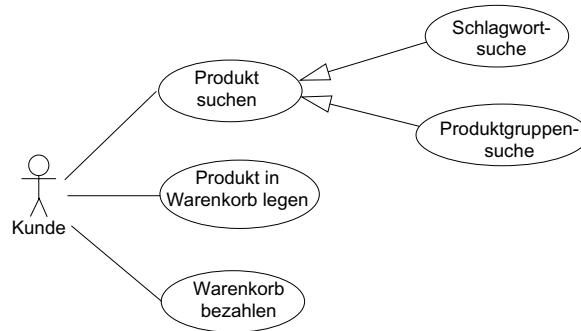 Schlagwort-
suche
Produkt
suchen
Produktgruppen-
suche
Produkt in
Warenkorb legen
Kunde
Warenkorb
bezahlen